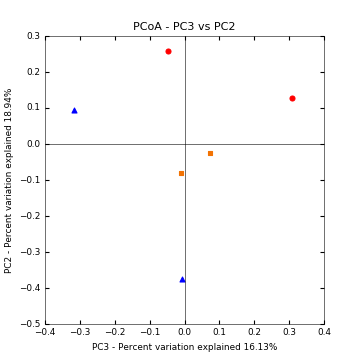 PCoA - PC3 vs PC2
0.3
0.2
0.1
0.0
−0.1
−0.2
−0.3
−0.4
−0.5
PC2 - Percent variation explained 18.94%
−0.4 −0.3 −0.2 −0.1 0.0 0.1 0.2 0.3 0.4
PC3 - Percent variation explained 16.13%